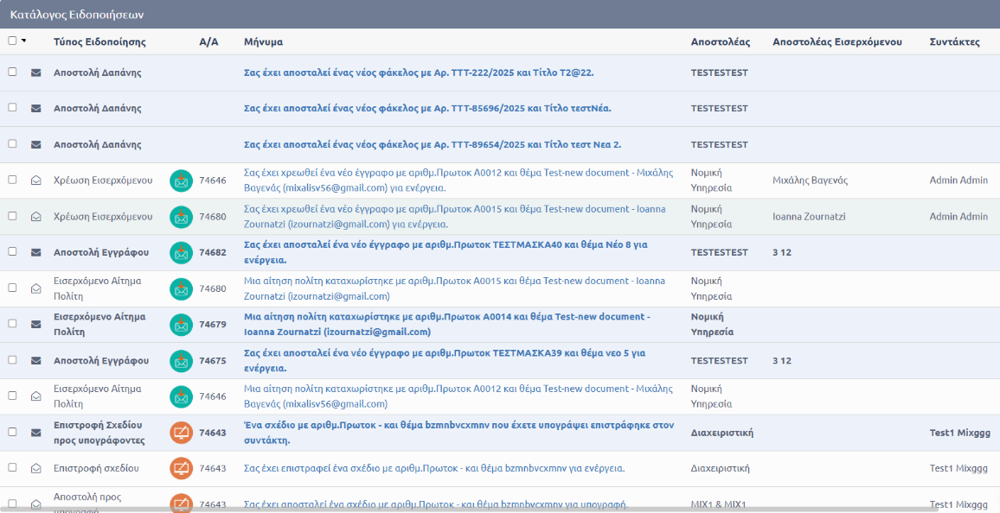 Κατάλογος Ειδοποιήσεων
Τύπος Ειδοποίησης Α/Α Μήνυμα Αποστολέας Αποστολέας Εισερχόμενου Συντάκτες
Αποστολή Δαπάνης Σας έχει αποσταλεί ένας νέος φάκελος με Αρ. TTT-222/2025 και Τίτλο T2@22. TESTESTEST
Αποστολή Δαπάνης Σας έχει αποσταλεί ένας νέος φάκελος με Αρ. TTT-85696/2025 και Τίτλο τεστΝέα. TESTESTEST
Αποστολή Δαπάνης Σας έχει αποσταλεί ένας νέος φάκελος με Αρ. TTT-89654/2025 και Τίτλο τεστ Νεα 2. TESTESTEST
Χρέωση Εισερχόμενου 74646 Σας έχει χρεωθεί ένα νέο έγγραφο με αριθμ.Πρωτοκ A0012 και θέμα Test-new document - Μιχάλης
Βαγενάς (mixalisv56@gmail.com) για ενέργεια. Νομική
Υπηρεσία Μιχάλης Βαγενάς Admin Admin
Χρέωση Εισερχόμενου 74680 Σας έχει χρεωθεί ένα νέο έγγραφο με αριθμ.Πρωτοκ A0015 και θέμα Test-new document - Ioanna
Zournatzi (izournatzi@gmail.com) για ενέργεια. Νομική
Υπηρεσία Ioanna Zournatzi Admin Admin
Αποστολή Εγγράφου 74682 Σας έχει αποσταλεί ένα νέο έγγραφο με αριθμ.Πρωτοκ ΤΕΣΤΜΑΣΚΑ40 και θέμα Νέο 8 για
ενέργεια. TESTESTEST 3 12
Εισερχόμενο Αίτημα
Πολίτη 74680 Μια αίτηση πολίτη καταχωρίστηκε με αριθμ.Πρωτοκ A0015 και θέμα Test-new document - Ioanna
Zournatzi (izournatzi@gmail.com) Νομική
Υπηρεσία
Εισερχόμενο Αίτημα
Πολίτη 74679 Μια αίτηση πολίτη καταχωρίστηκε με αριθμ.Πρωτοκ A0014 και θέμα Test-new document -
Ioanna Zournatzi (izournatzi@gmail.com) Νομική
Υπηρεσία
Αποστολή Εγγράφου 74675 Σας έχει αποσταλεί ένα νέο έγγραφο με αριθμ.Πρωτοκ ΤΕΣΤΜΑΣΚΑ39 και θέμα νεο 5 για
ενέργεια. TESTESTEST 3 12
Εισερχόμενο Αίτημα
Πολίτη 74646 Μια αίτηση πολίτη καταχωρίστηκε με αριθμ.Πρωτοκ A0012 και θέμα Test-new document - Μιχάλης
Βαγενάς (mixalisv56@gmail.com) Νομική
Υπηρεσία
Επιστροφή Σχεδίου
προς υπογράφοντες 74643 Ένα σχέδιο με αριθμ.Πρωτοκ - και θέμα bzmnbvcxmnv που έχετε υπογράψει επιστράφηκε στον
συντάκτη. Διαχειριστική Test1 Mixggg
Επιστροφή σχεδίου 74643 Σας έχει επιστραφεί ένα σχέδιο με αριθμ.Πρωτοκ - και θέμα bzmnbvcxmnv για ενέργεια. Διαχειριστική Test1 Mixggg
Αποστολή προς
υπογραφή 74643 Σας έχει αποσταλεί ένα σχέδιο με αριθμ.Πρωτοκ - και θέμα bzmnbvcxmnv για υπογραφή. MIX1 & MIX1 Test1 Mixggg